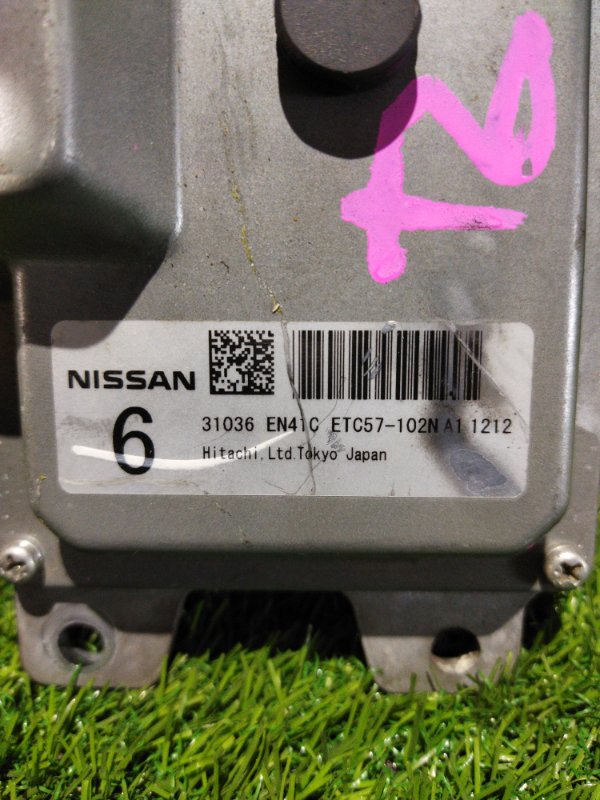 NISSAN
6
31036 EN41C ETC57-102N A1 1212
Hitachi,Ltd.Tokyo Japan